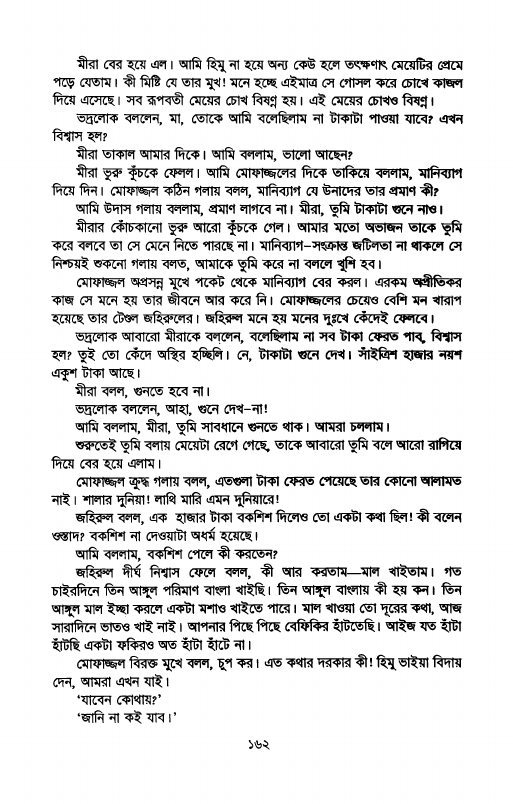 মীরা বের হয়ে এল। আমি হিমু না হয়ে অন্য কেউ হলে তৎক্ষণাৎ মেয়েটির প্রেমে
পড়ে যেতাম। কী মিষ্টি যে তার মুখ! মনে হচ্ছে এইমাত্র সে গোসল করে চোখে কাজল
দিয়ে এসেছে। সব রূপবতী মেয়ের চোখ বিষণ্ন হয়। এই মেয়ের চোখও বিষণ্ন।
ভদ্রলোক বললেন, মা, তোকে আমি বলেছিলাম না টাকাটা পাওয়া যাবে? এখন
বিশ্বাস হল?
মীরা তাকাল আমার দিকে। আমি বললাম, ভালো আছেন?
মীরা ভুরু কুঁচকে ফেলল। আমি মোফাজ্জলের দিকে তাকিয়ে বললাম, মানিব্যাগ
দিয়ে দিন। মোফাজ্জল কঠিন গলায় বলল, মানিব্যাগ যে উনাদের তার প্রমাণ কী?
আমি উদাস গলায় বললাম, প্রমাণ লাগবে না। মীরা, তুমি টাকাটা গুনে নাও।
মীরার কোঁচকানো ভুরু আরো কুঁচকে গেল। আমার মতো অভাজন তাকে তুমি
করে বলবে তা সে মেনে নিতে পারছে না। মানিব্যাগ-সংক্রান্ত জটিলতা না থাকলে সে
নিশ্চয়ই শুকনো গলায় বলত, আমাকে তুমি করে না বললে খুশি হব।
মোফাজ্জল অপ্রসন্ন মুখে পকেট থেকে মানিব্যাগ বের করল। এরকম অপ্রীতিকর
কাজ সে মনে হয় তার জীবনে আর করে নি। মোফাজ্জলের চেয়েও বেশি মন খারাপ
হয়েছে তার টেণ্ডল জহিরুলের। জহিরুল মনে হয় মনের দুঃখে কেঁদেই ফেলবে।
ভদ্রলোক আবারো মীরাকে বললেন, বলেছিলাম না সব টাকা ফেরত পাব, বিশ্বাস
হল? তুই তো কেঁদে অস্থির হচ্ছিলি। নে, টাকাটা গুনে দেখ। সাঁইত্রিশ হাজার নয়শ
একুশ টাকা আছে।
মীরা বলল, গুনতে হবে না।
ভদ্রলোক বললেন, আহা, গুনে দেখ-না!
আমি বললাম, মীরা, তুমি সাবধানে গুনতে থাক। আমরা চললাম।
শুরুতেই তুমি বলায় মেয়েটা রেগে গেছে, তাকে আবারো তুমি বলে আরো রাগিয়ে
দিয়ে বের হয়ে এলাম।
মোফাজ্জল ক্রুদ্ধ গলায় বলল, এতগুলা টাকা ফেরত পেয়েছে তার কোনো আলামত
নাই। শালার দুনিয়া! লাথি মারি এমন দুনিয়ারে!
জহিরুল বলল, এক হাজার টাকা বকশিশ দিলেও তো একটা কথা ছিল! কী বলেন
ওস্তাদ? বকশিশ না দেওয়াটা অধর্ম হয়েছে।
আমি বললাম, বকশিশ পেলে কী করতেন?
জহিরুল দীর্ঘ নিশ্বাস ফেলে বলল, কী আর করতাম—মাল খাইতাম। গত
চাইরদিনে তিন আঙ্গুল পরিমাণ বাংলা খাইছি। তিন আঙ্গুল বাংলায় কী হয় কন। তিন
আঙ্গুল মাল ইচ্ছা করলে একটা মশাও খাইতে পারে। মাল খাওয়া তো দূরের কথা, আজ
সারাদিনে ভাতও খাই নাই। আপনার পিছে পিছে বেফিকির হাঁটতেছি। আইজ যত হাঁটা
হাঁটছি একটা ফকিরও অত হাঁটা হাঁটে না।
মোফাজ্জল বিরক্ত মুখে বলল, চুপ কর। এত কথার দরকার কী! হিমু ভাইয়া বিদায়
দেন, আমরা এখন যাই।
‘যাবেন কোথায়?’
‘জানি না কই যাব।’
১৬২